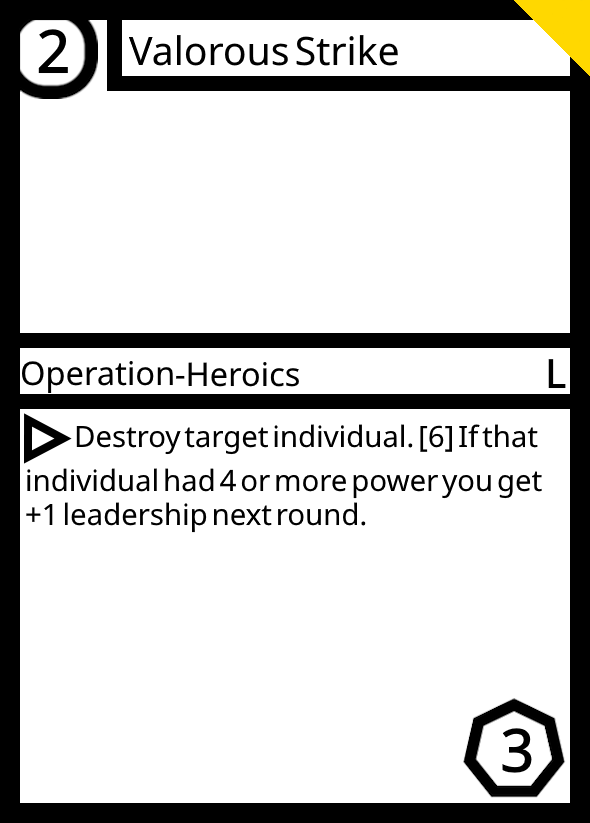 2
Valorous Strike
Operation-Heroics
L
Destroy target individual. [6] If that
individual had 4 or more power you get
+1 leadership next round.
3